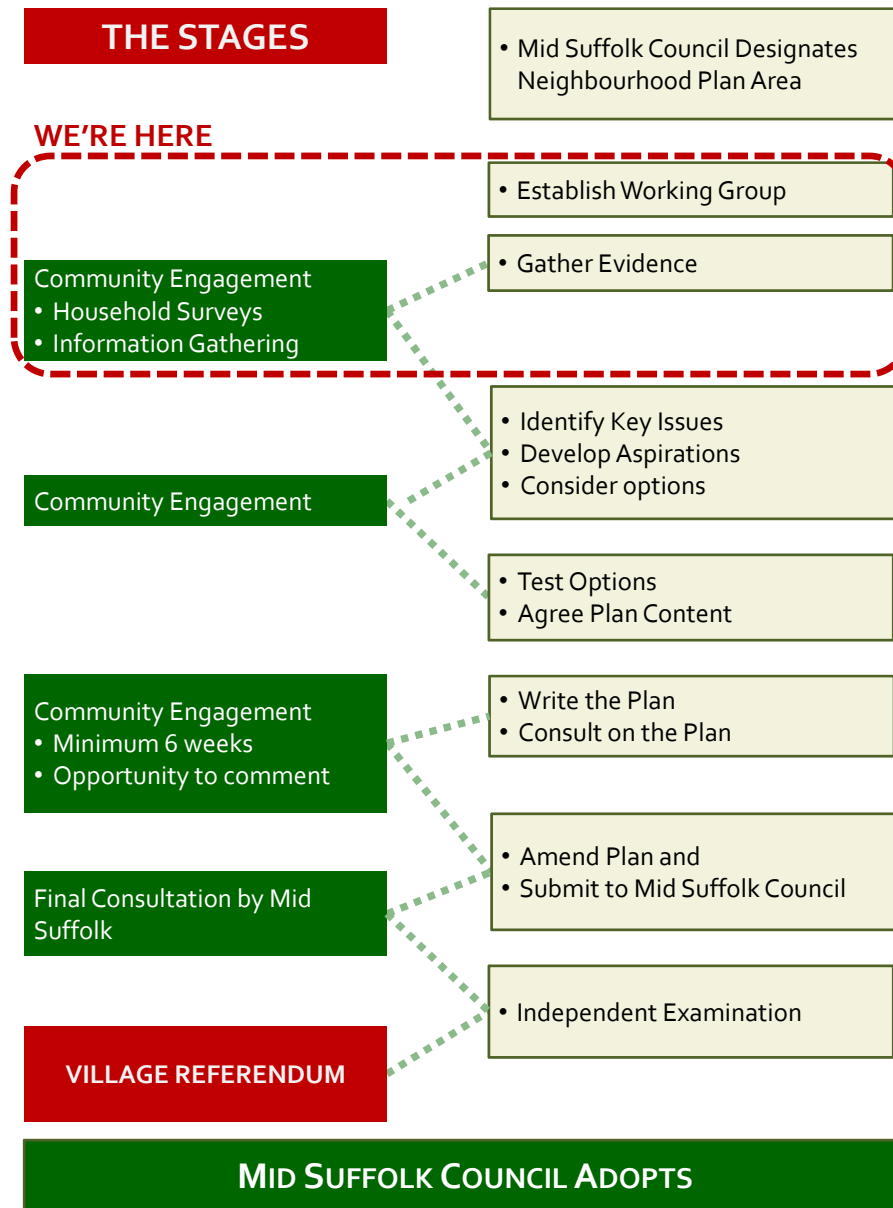 THE STAGES
• Mid Suffolk Council Designates
Neighbourhood Plan Area
WE'RE HERE
• Establish Working Group
• Gather Evidence
Community Engagement
• Household Surveys
• Information Gathering
• Identify Key Issues
• Develop Aspirations
• Consider options
Community Engagement
• Test Options
• Agree Plan Content
Community Engagement
• Minimum 6 weeks
• Opportunity to comment
• Write the Plan
• Consult on the Plan
• Amend Plan and
• Submit to Mid Suffolk Council
Final Consultation by Mid
Suffolk
• Independent Examination
VILLAGE REFERENDUM
MID SUFFOLK COUNCIL ADOPTS